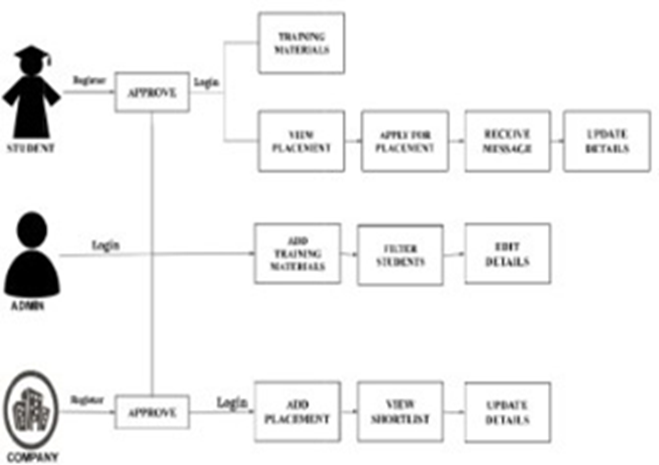 TRAINING
MATERIALS
Register
APPROVE
Login
STUDENT
VIEW
PLACEMENT
APPLY FOR
PLACEMENT
RECEIVE
MESSAGE
UPDATE
DETAILS
Login
ADMIN
ADD
TRAINING
MATERIALS
FILTER
STUDENTS
EDIT
DETAILS
Register
APPROVE
Login
COMPANY
ADD
PLACEMENT
VIEW
SHORTLIST
UPDATE
DETAILS